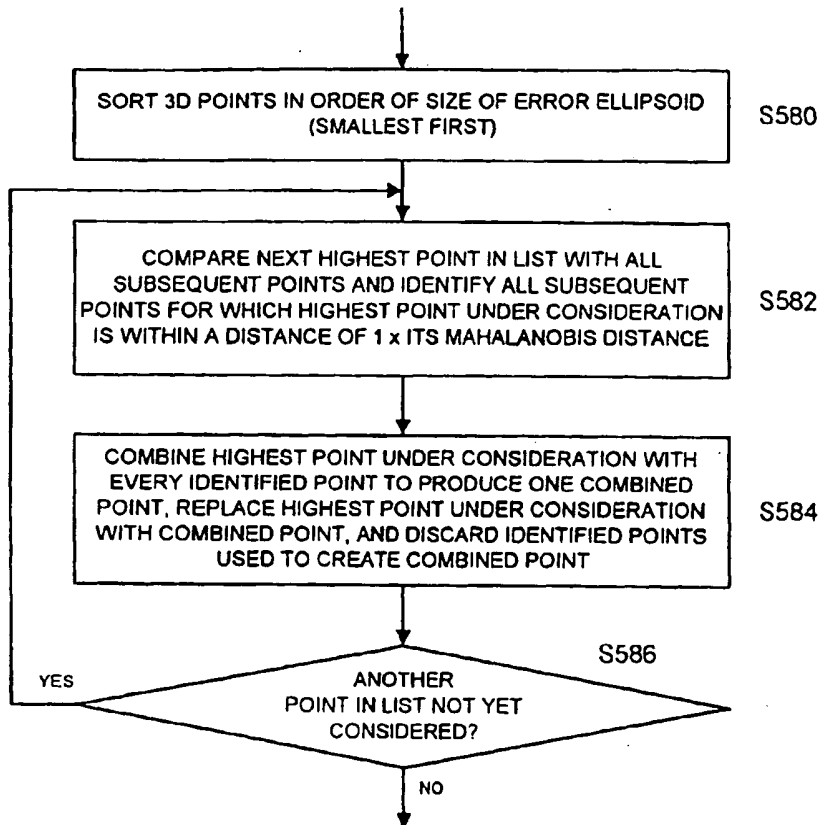 SORT 3D POINTS IN ORDER OF SIZE OF ERROR ELLIPSOID
(SMALLEST FIRST)
S580
COMPARE NEXT HIGHEST POINT IN LIST WITH ALL
SUBSEQUENT POINTS AND IDENTIFY ALL SUBSEQUENT
POINTS FOR WHICH HIGHEST POINT UNDER CONSIDERATION
IS WITHIN A DISTANCE OF 1 x ITS MAHALANOBIS DISTANCE
S582
COMBINE HIGHEST POINT UNDER CONSIDERATION WITH
EVERY IDENTIFIED POINT TO PRODUCE ONE COMBINED
POINT, REPLACE HIGHEST POINT UNDER CONSIDERATION
WITH COMBINED POINT, AND DISCARD IDENTIFIED POINTS
USED TO CREATE COMBINED POINT
S584
S586
YES
ANOTHER
POINT IN LIST NOT YET
CONSIDERED?
NO